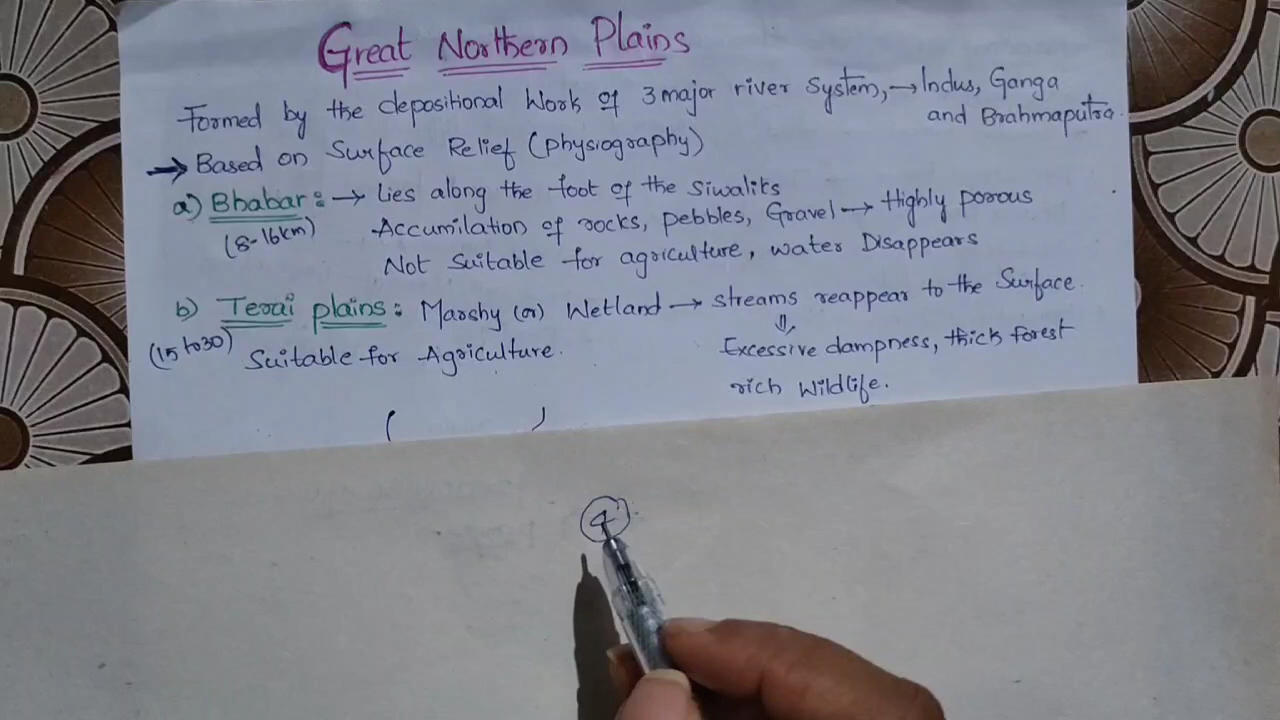 Great Northern Plains
Formed by the depositional Work of 3 major river System, → Indus, Ganga
and Brahmaputra.
→ Based on Surface Relief (physiography)
a) Bhabar: → Lies along the foot of the Siwaliks
(8-16km) Accumilation of rocks, pebbles, Gravel → Highly porous
Not Suitable for agriculture, water Disappears
b) Terai plains: Marshy (or) Wetland → streams reappear to the Surface.
(15 to 30) Suitable for Agriculture. ⇓ Excessive dampness, thick forest
rich Wildlife.
( )
4